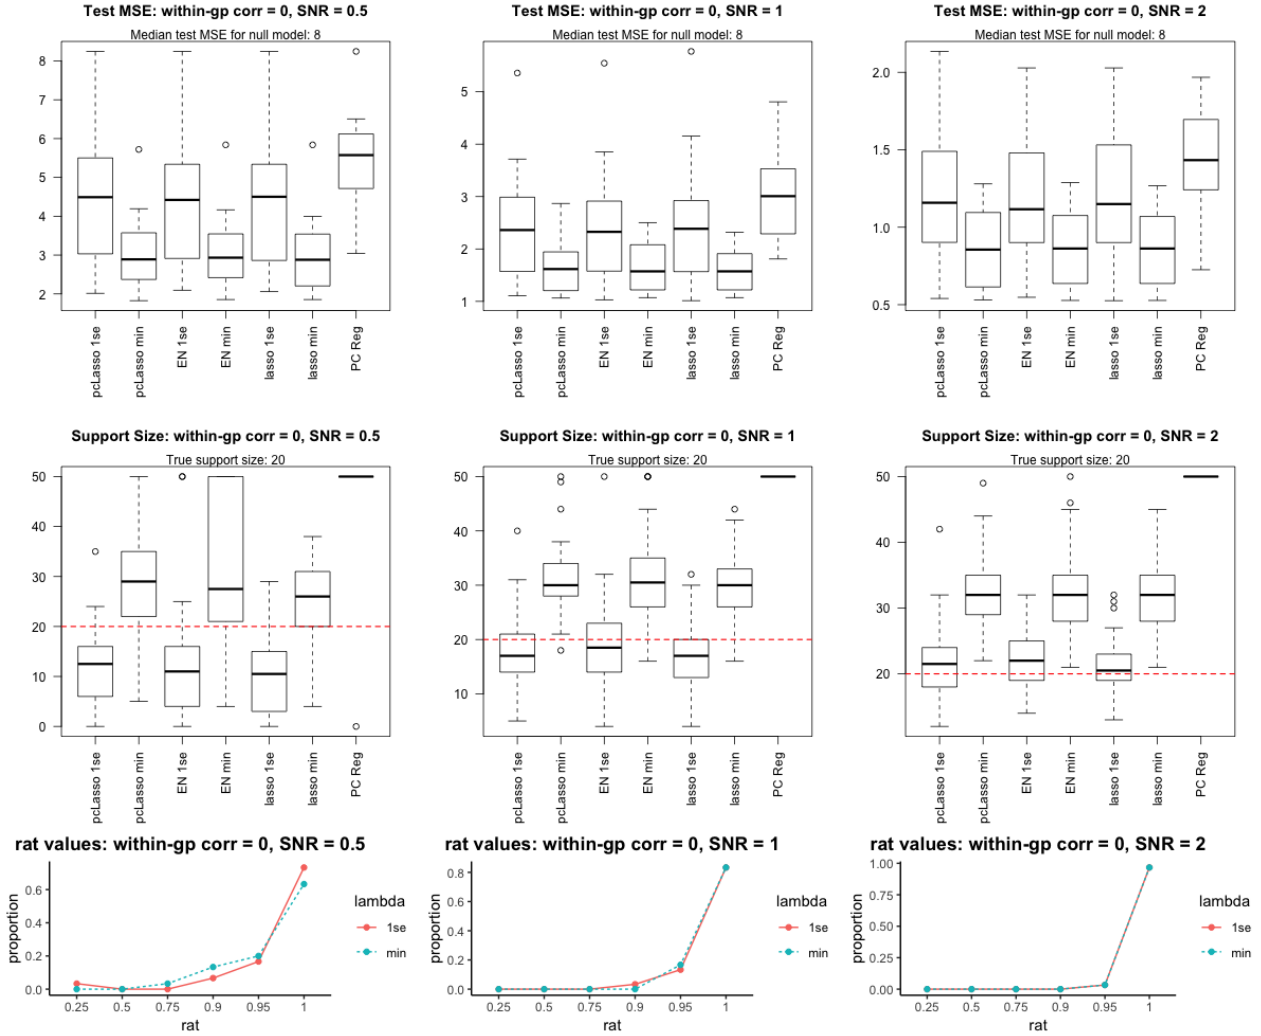 Test MSE: within-gp corr = 0, SNR = 0.5
Median test MSE for null model: 8
8
7
6
5
4
3
2
pcLasso 1se
pcLasso min
EN 1se
EN min
lasso 1se
lasso min
PC Reg
Test MSE: within-gp corr = 0, SNR = 1
Median test MSE for null model: 8
5
4
3
2
1
pcLasso 1se
pcLasso min
EN 1se
EN min
lasso 1se
lasso min
PC Reg
Test MSE: within-gp corr = 0, SNR = 2
Median test MSE for null model: 8
2.0
1.5
1.0
0.5
pcLasso 1se
pcLasso min
EN 1se
EN min
lasso 1se
lasso min
PC Reg
Support Size: within-gp corr = 0, SNR = 0.5
True support size: 20
50
40
30
20
10
0
pcLasso 1se
pcLasso min
EN 1se
EN min
lasso 1se
lasso min
PC Reg
Support Size: within-gp corr = 0, SNR = 1
True support size: 20
50
40
30
20
10
pcLasso 1se
pcLasso min
EN 1se
EN min
lasso 1se
lasso min
PC Reg
Support Size: within-gp corr = 0, SNR = 2
True support size: 20
50
40
30
20
pcLasso 1se
pcLasso min
EN 1se
EN min
lasso 1se
lasso min
PC Reg
rat values: within-gp corr = 0, SNR = 0.5
proportion
0.6
0.4
0.2
0.0
0.25 0.5 0.75 0.9 0.95 1
rat
lambda
1se
min
rat values: within-gp corr = 0, SNR = 1
proportion
0.8
0.6
0.4
0.2
0.0
0.25 0.5 0.75 0.9 0.95 1
rat
lambda
1se
min
rat values: within-gp corr = 0, SNR = 2
proportion
1.00
0.75
0.50
0.25
0.00
0.25 0.5 0.75 0.9 0.95 1
rat
lambda
1se
min